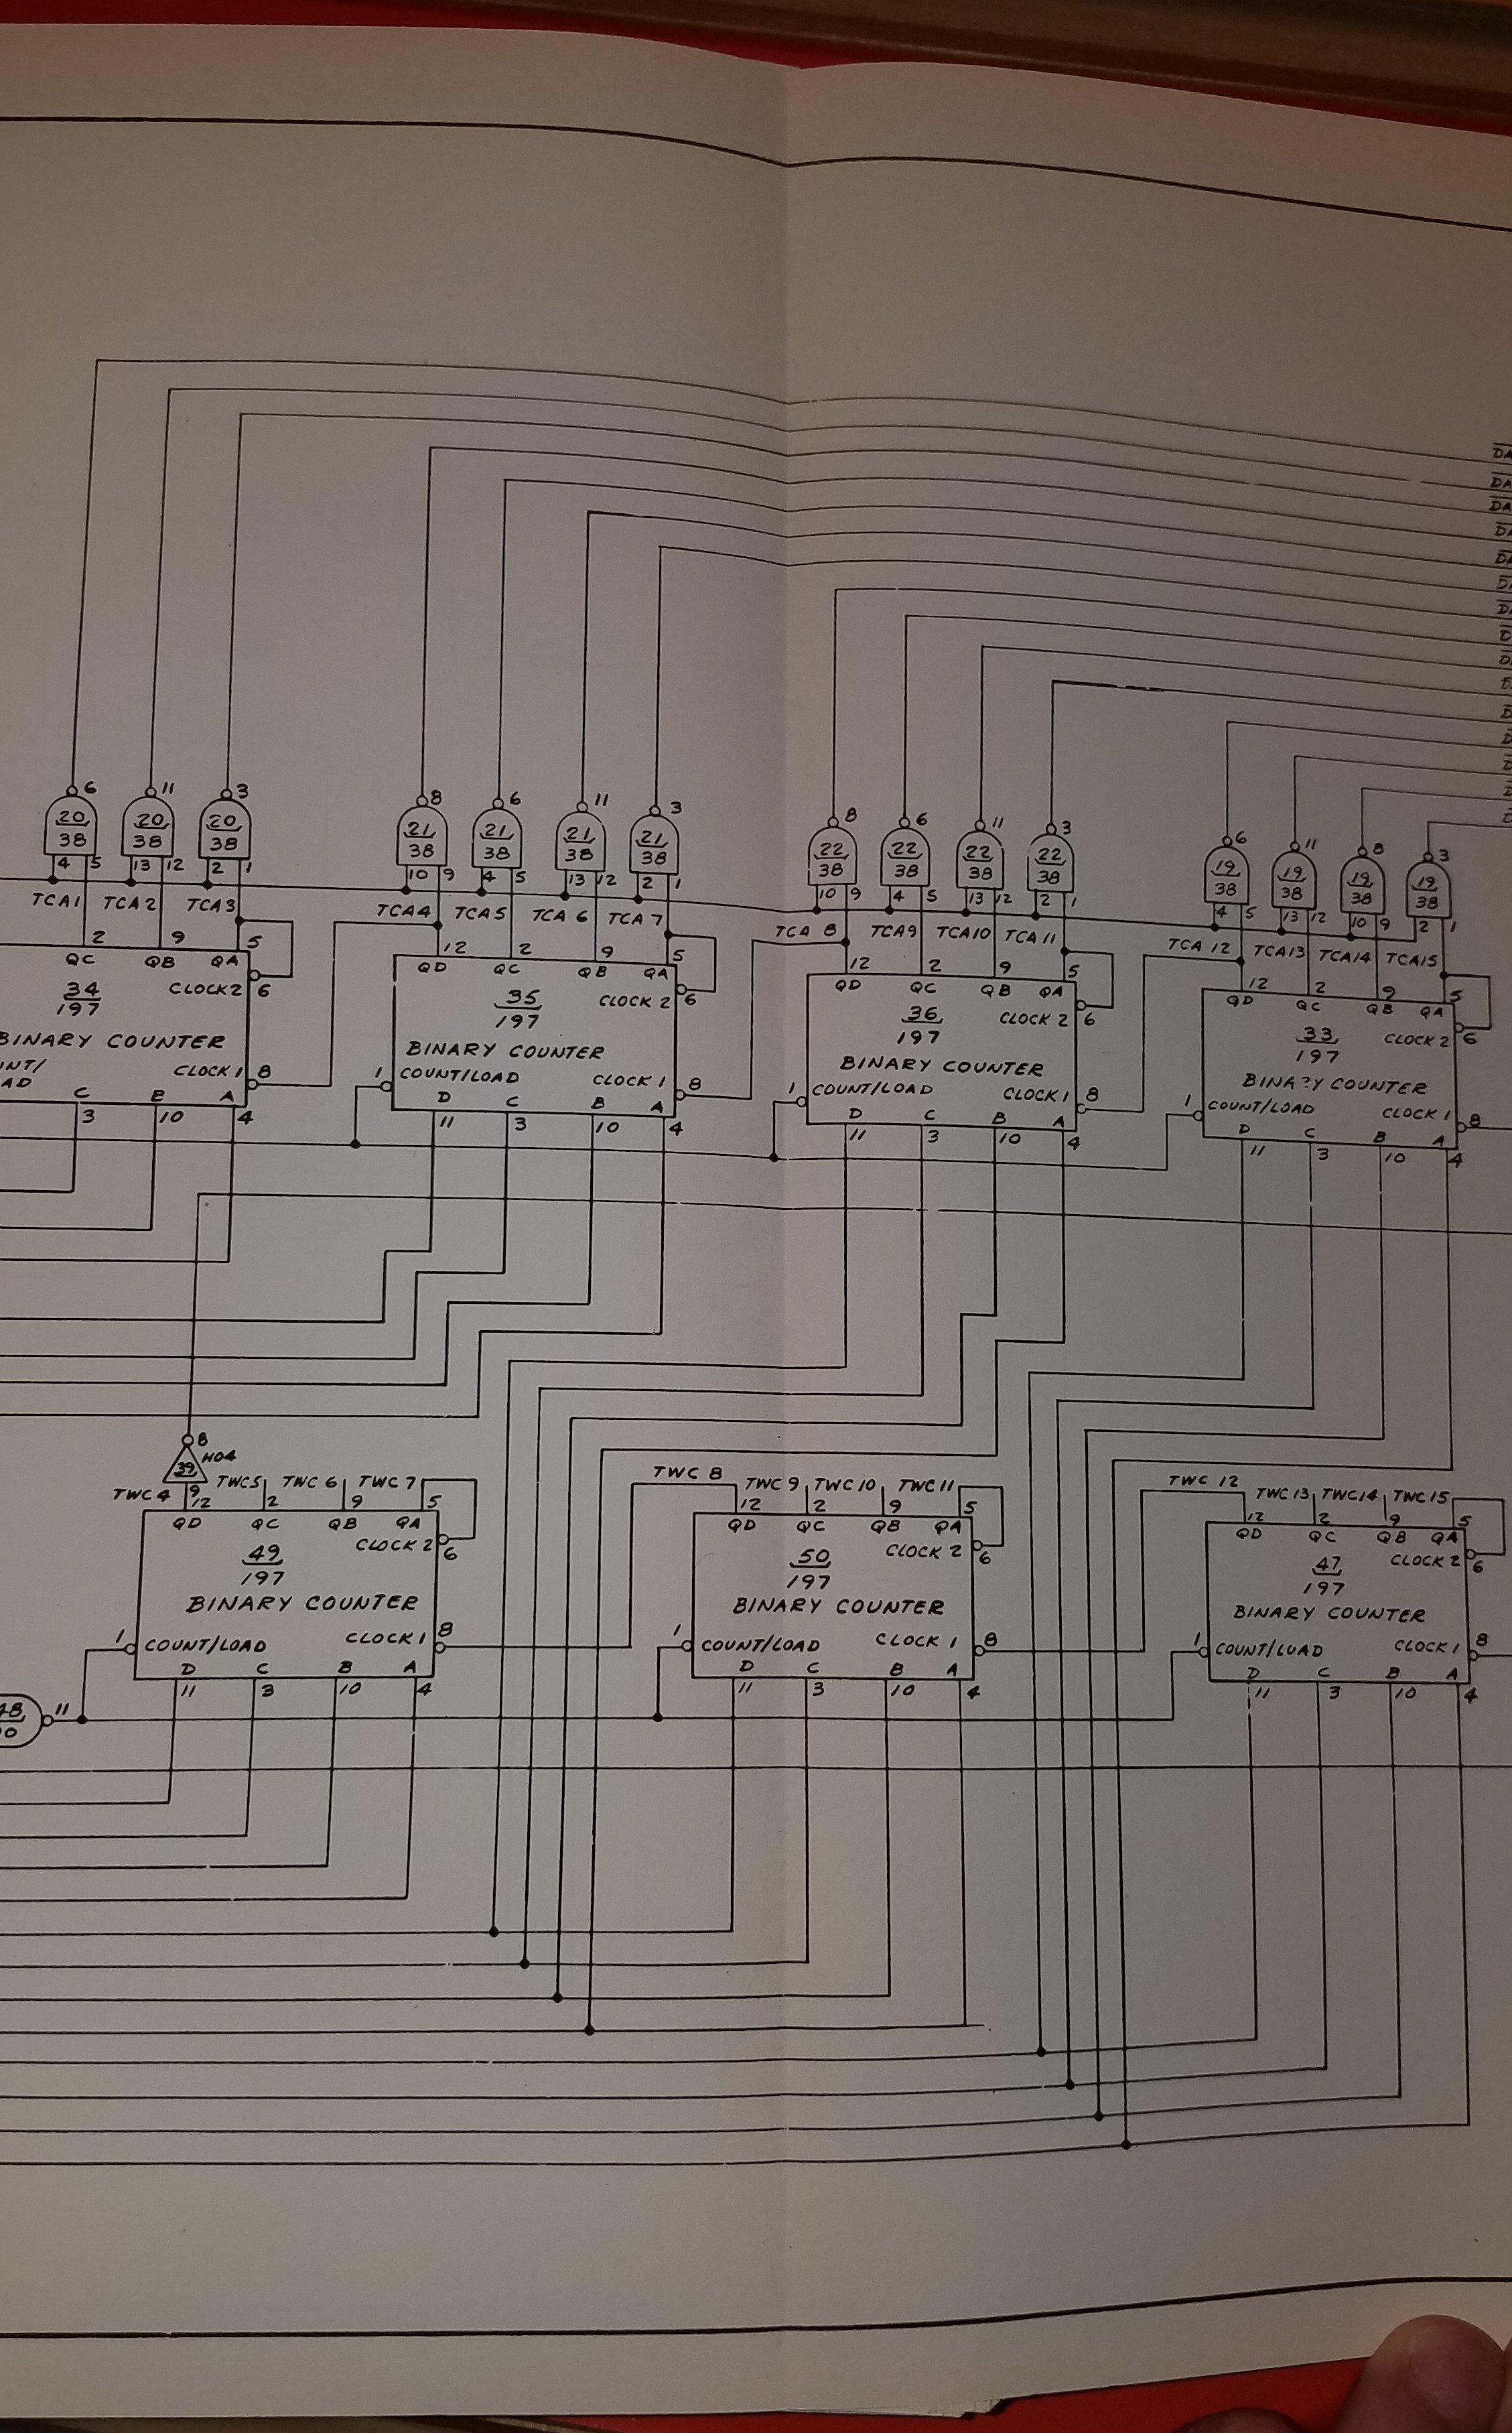 DA
DA
DA
DA
DA
DA
6 11 3 8 6 11 3 8 6 11 3 6 11 8 3
20 20 20 21 21 21 21 22 22 22 22 19 19 19 19
38 38 38 38 38 38 38 38 38 38 38 38 38 38 38
4 5 13 12 2 1 10 9 4 5 13 12 2 1 10 9 4 5 13 12 2 1 4 5 13 12 10 9 2 1
TCA1 TCA2 TCA3 TCA4 TCA5 TCA 6 TCA 7 TCA 8 TCA9 TCA10 TCA 11 TCA 12 TCA13 TCA14 TCA15
2 9 5
QC QB QA
34
197
CLOCK2 6
BINARY COUNTER
CLOCK 1 8
C B A
3 10 4
12 2 9 5
QD QC QB QA
35
197
CLOCK 2 6
BINARY COUNTER
1 COUNT/LOAD CLOCK 1 8
D C B A
11 3 10 4
12 2 9 5
QD QC QB QA
36
197
CLOCK 2 6
BINARY COUNTER
1 COUNT/LOAD CLOCK 1 8
D C B A
11 3 10 4
12 2 9 5
QD QC QB QA
33
197
CLOCK 2 6
BINARY COUNTER
1 COUNT/LOAD CLOCK 1 8
D C B A
11 3 10 4
8
39 H04
9
TWC4 TWC5 TWC 6 TWC 7
12 2 9 5
QD QC QB QA
49
197
CLOCK 2 6
BINARY COUNTER
1 COUNT/LOAD CLOCK 1 8
D C B A
11 3 10 4
11
TWC 8 TWC 9 TWC 10 TWC 11
12 2 9 5
QD QC QB QA
50
197
CLOCK 2 6
BINARY COUNTER
1 COUNT/LOAD CLOCK 1 8
D C B A
11 3 10 4
TWC 12 TWC 13 TWC14 TWC 15
12 2 9 5
QD QC QB QA
47
197
CLOCK 2 6
BINARY COUNTER
1 COUNT/LOAD CLOCK 1 8
D C B A
11 3 10 4